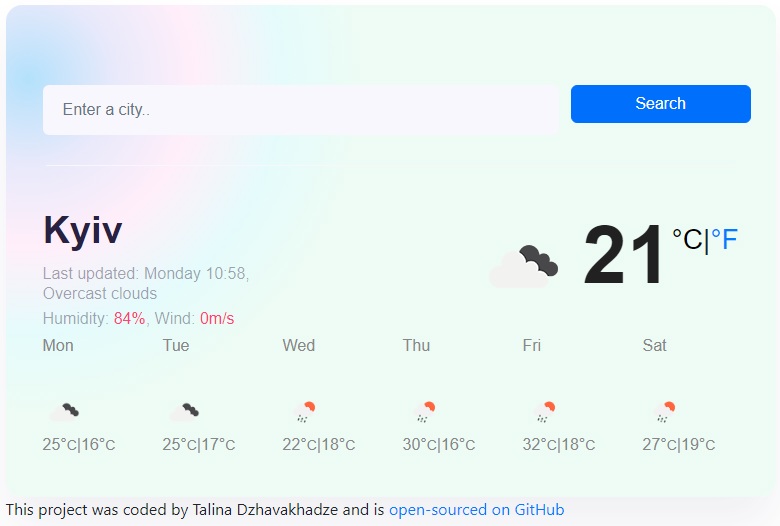 Enter a city..
Search
Kyiv
21 °C|°F
Last updated: Monday 10:58,
Overcast clouds
Humidity: 84%, Wind: 0m/s
Mon Tue Wed Thu Fri Sat
25°C|16°C 25°C|17°C 22°C|18°C 30°C|16°C 32°C|18°C 27°C|19°C
This project was coded by Talina Dzhavakhadze and is open-sourced on GitHub